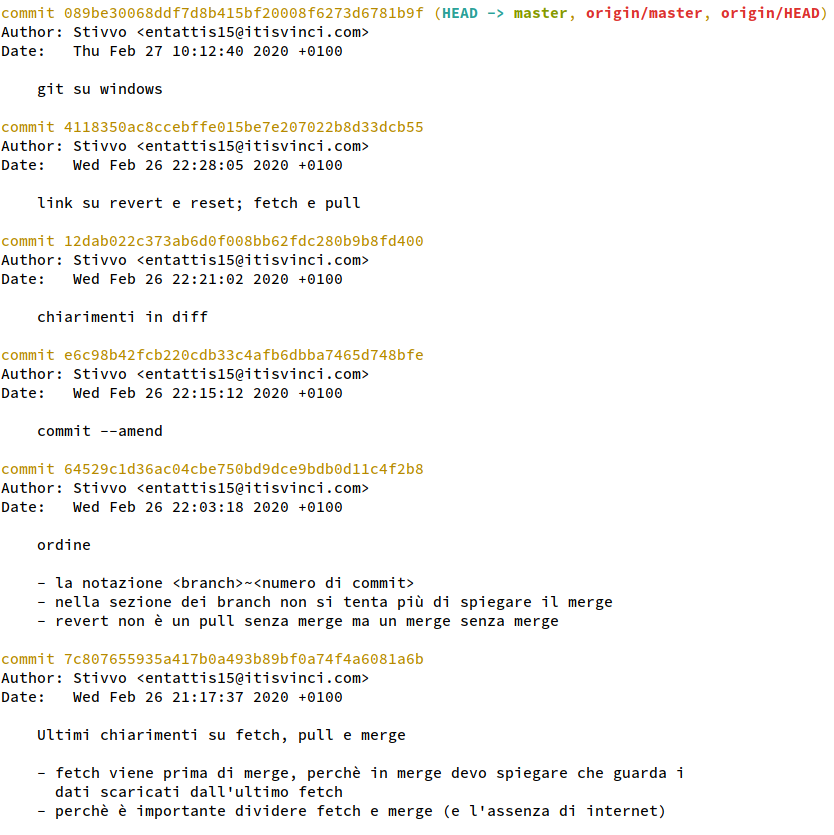 commit 089be30068ddf7d8b415bf20008f6273d6781b9f (HEAD -> master, origin/master, origin/HEAD)
Author: Stivvo <entattis15@itisvinci.com>
Date:   Thu Feb 27 10:12:40 2020 +0100
git su windows
commit 4118350ac8ccebffe015be7e207022b8d33dcb55
Author: Stivvo <entattis15@itisvinci.com>
Date:   Wed Feb 26 22:28:05 2020 +0100
link su revert e reset; fetch e pull
commit 12dab022c373ab6d0f008bb62fdc280b9b8fd400
Author: Stivvo <entattis15@itisvinci.com>
Date:   Wed Feb 26 22:21:02 2020 +0100
chiarimenti in diff
commit e6c98b42fcb220cdb33c4afb6dbba7465d748bfe
Author: Stivvo <entattis15@itisvinci.com>
Date:   Wed Feb 26 22:15:12 2020 +0100
commit --amend
commit 64529c1d36ac04cbe750bd9dce9bdb0d11c4f2b8
Author: Stivvo <entattis15@itisvinci.com>
Date:   Wed Feb 26 22:03:18 2020 +0100
ordine
- la notazione <branch>~<numero di commit>
- nella sezione dei branch non si tenta più di spiegare il merge
- revert non è un pull senza merge ma un merge senza merge
commit 7c807655935a417b0a493b89bf0a74f4a6081a6b
Author: Stivvo <entattis15@itisvinci.com>
Date:   Wed Feb 26 21:17:37 2020 +0100
Ultimi chiarimenti su fetch, pull e merge
- fetch viene prima di merge, perchè in merge devo spiegare che guarda i
dati scaricati dall'ultimo fetch
- perchè è importante dividere fetch e merge (e l'assenza di internet)